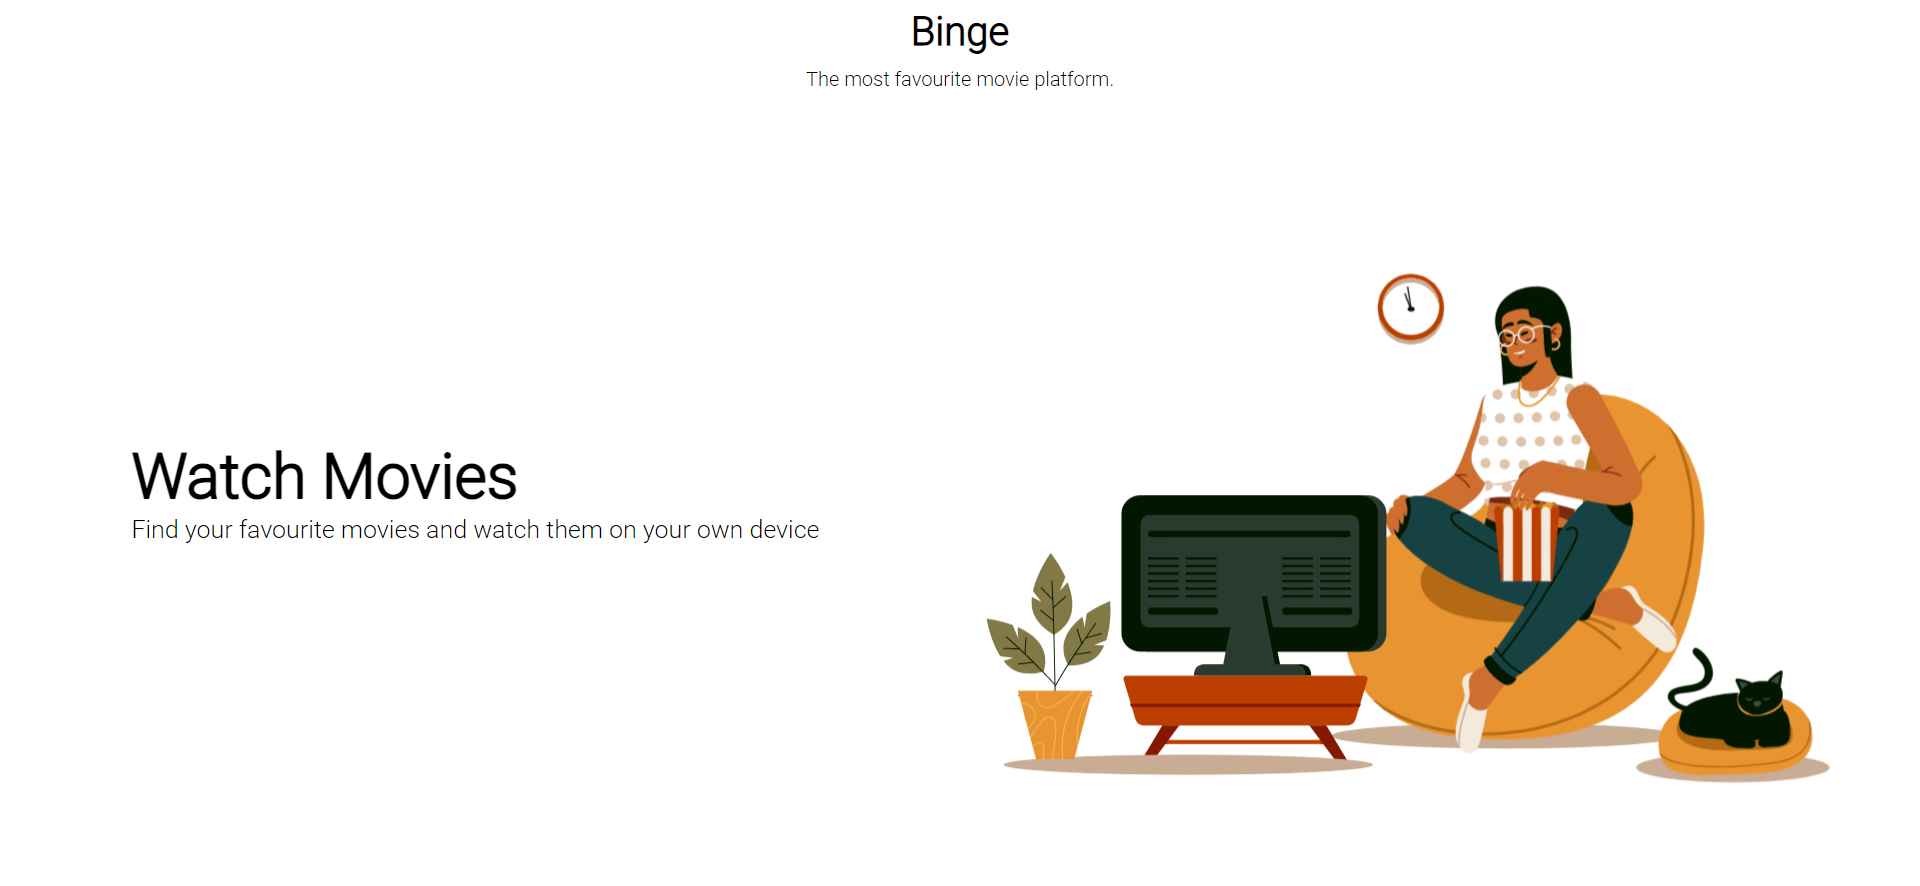 Binge
The most favourite movie platform.
Watch Movies
Find your favourite movies and watch them on your own device